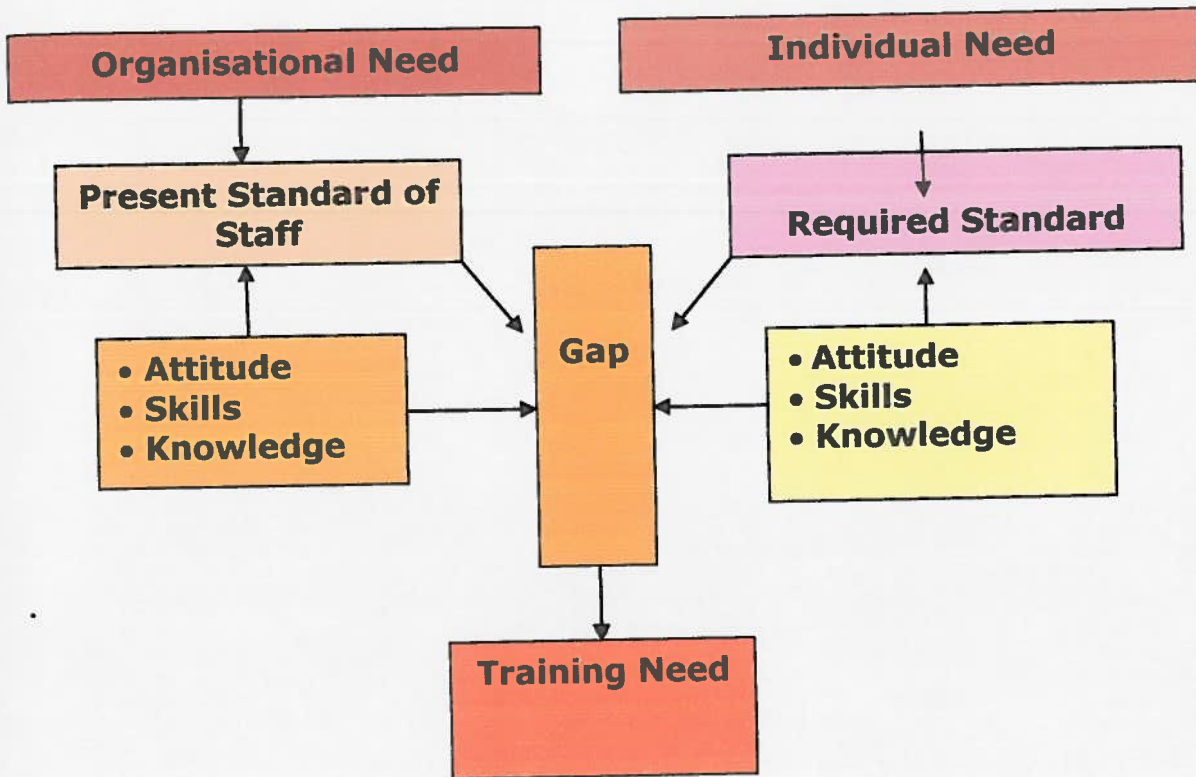 Organisational Need
Individual Need
Present Standard of
Staff
Required Standard
Gap
• Attitude
• Skills
• Knowledge
• Attitude
• Skills
• Knowledge
Training Need